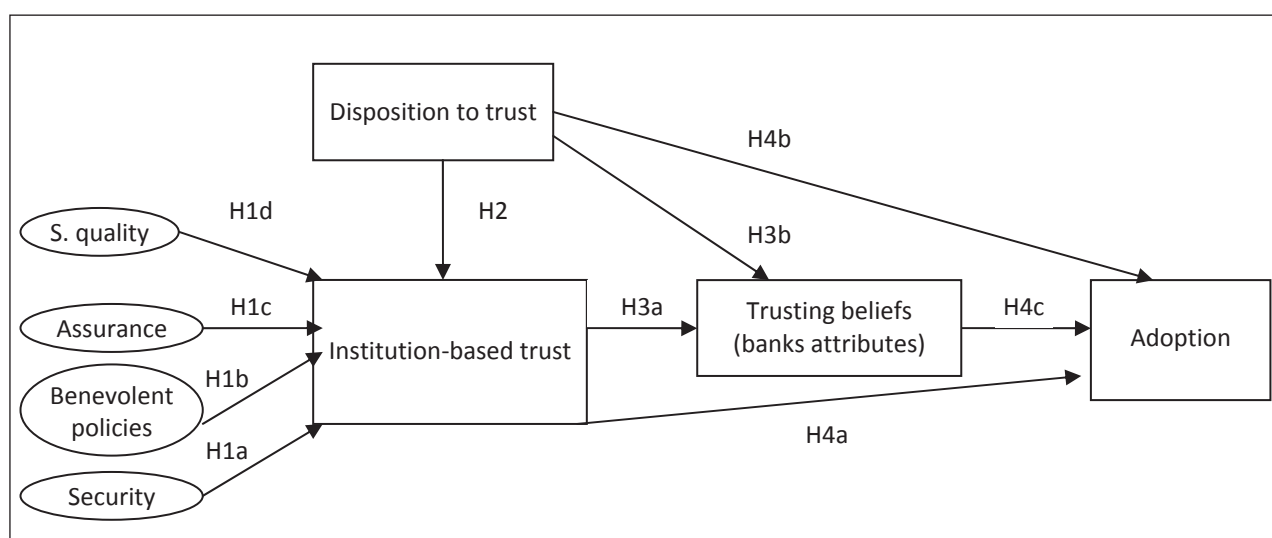 Disposition to trust
H4b
H1d
H2
S. quality
H3b
H1c
H3a
Trusting beliefs
(banks attributes)
H4c
Assurance
Institution-based trust
Adoption
H1b
Benevolent
policies
H4a
H1a
Security